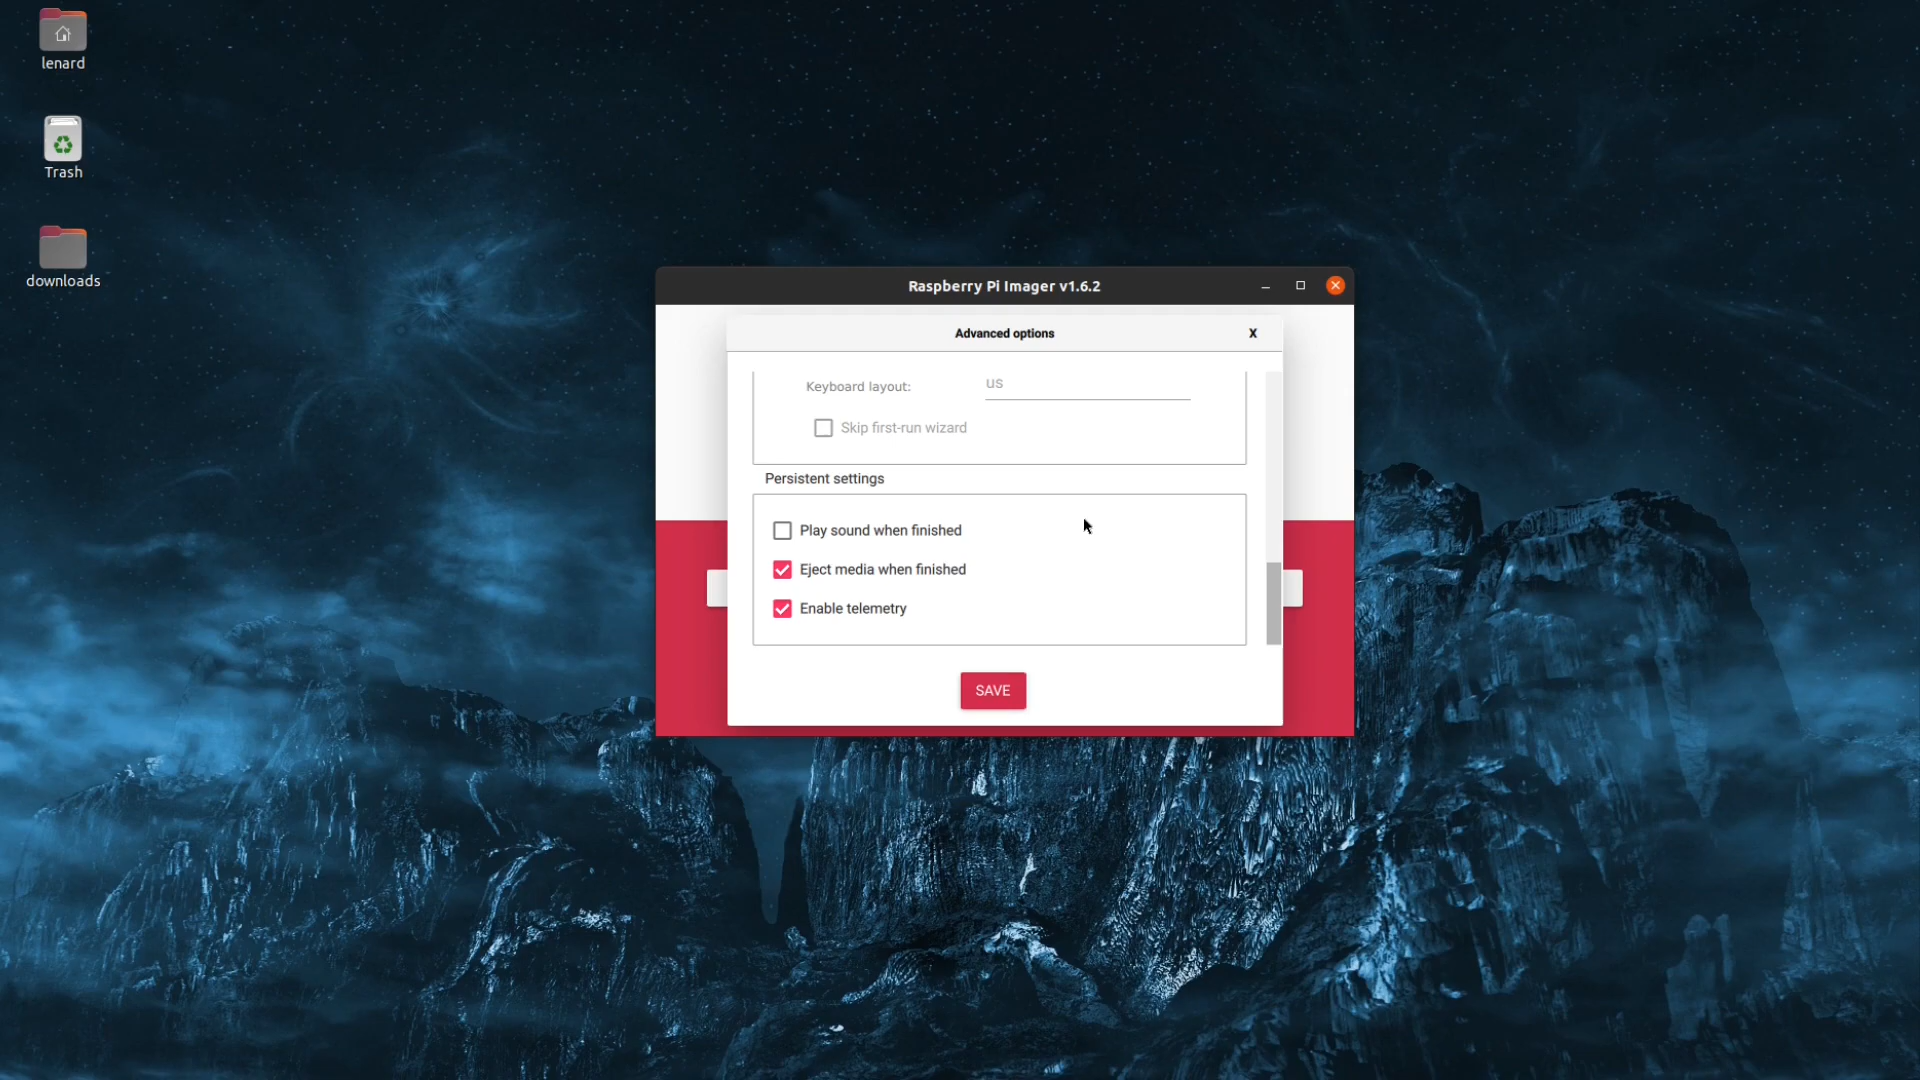 lenard
Trash
downloads
Raspberry Pi Imager v1.6.2
Advanced options
X
Keyboard layout:
us
Skip first-run wizard
Persistent settings
Play sound when finished
Eject media when finished
Enable telemetry
SAVE